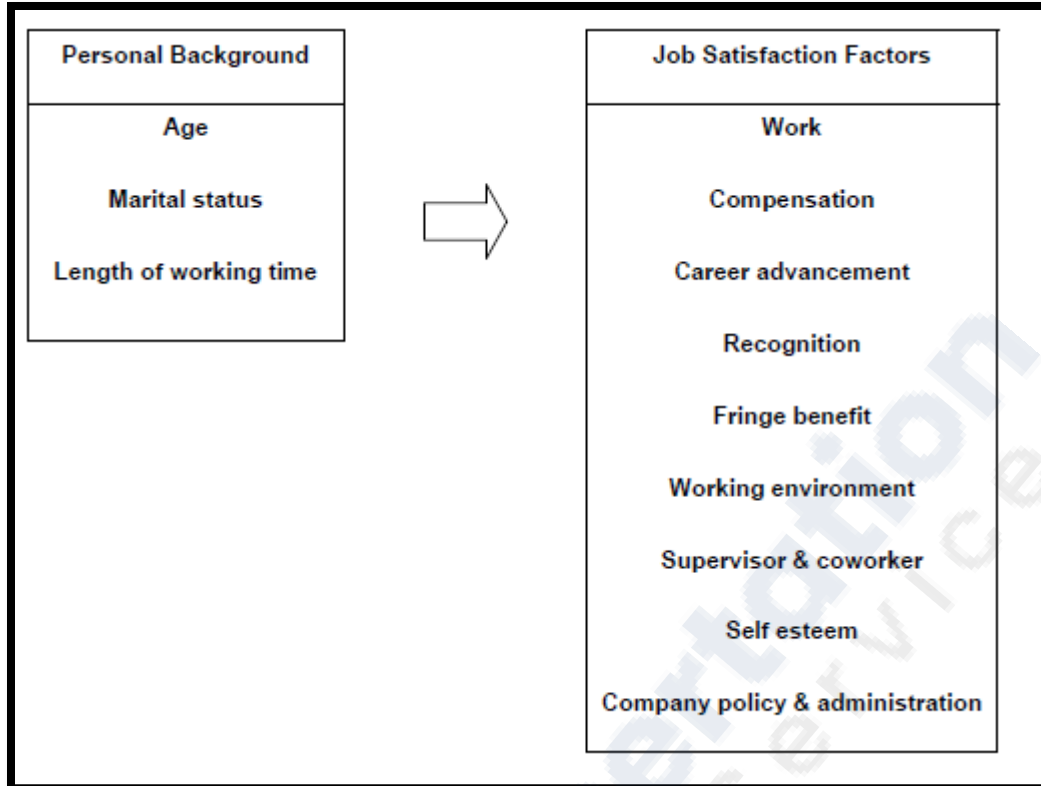 Personal Background
Age
Marital status
Length of working time
Job Satisfaction Factors
Work
Compensation
Career advancement
Recognition
Fringe benefit
Working environment
Supervisor & coworker
Self esteem
Company policy & administration